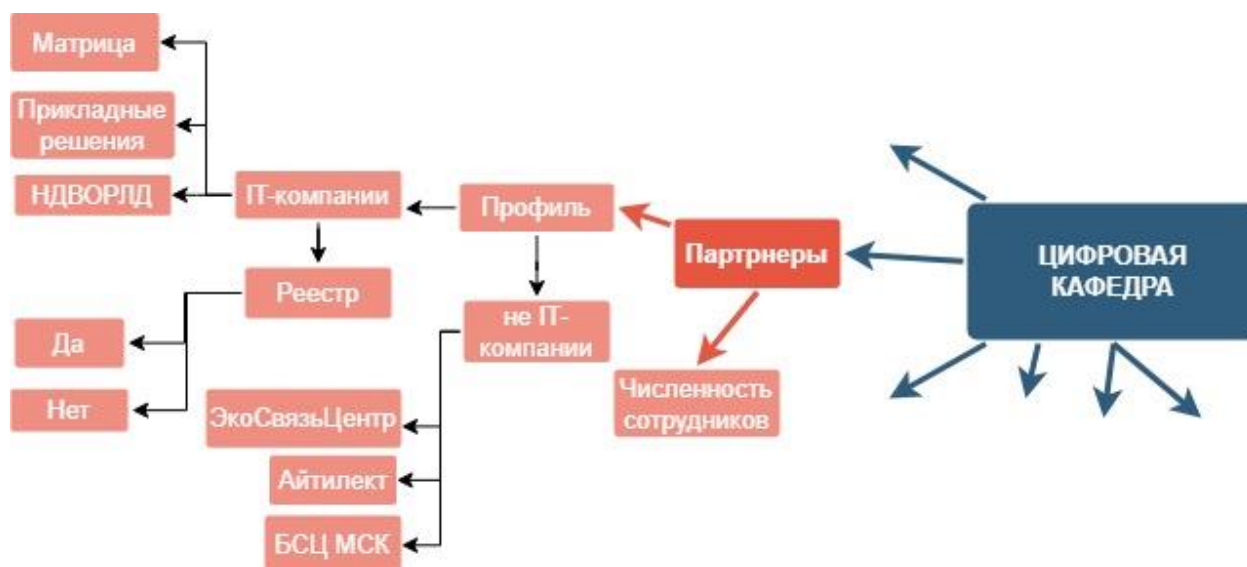 Матрица
Прикладные
решения
НДВОРЛД
IT-компании
Профиль
Партрнеры
ЦИФРОВАЯ
КАФЕДРА
Реестр
не IT-
компании
Да
Нет
Численность
сотрудников
ЭкоСвязьЦентр
Айтилект
БСЦ МСК